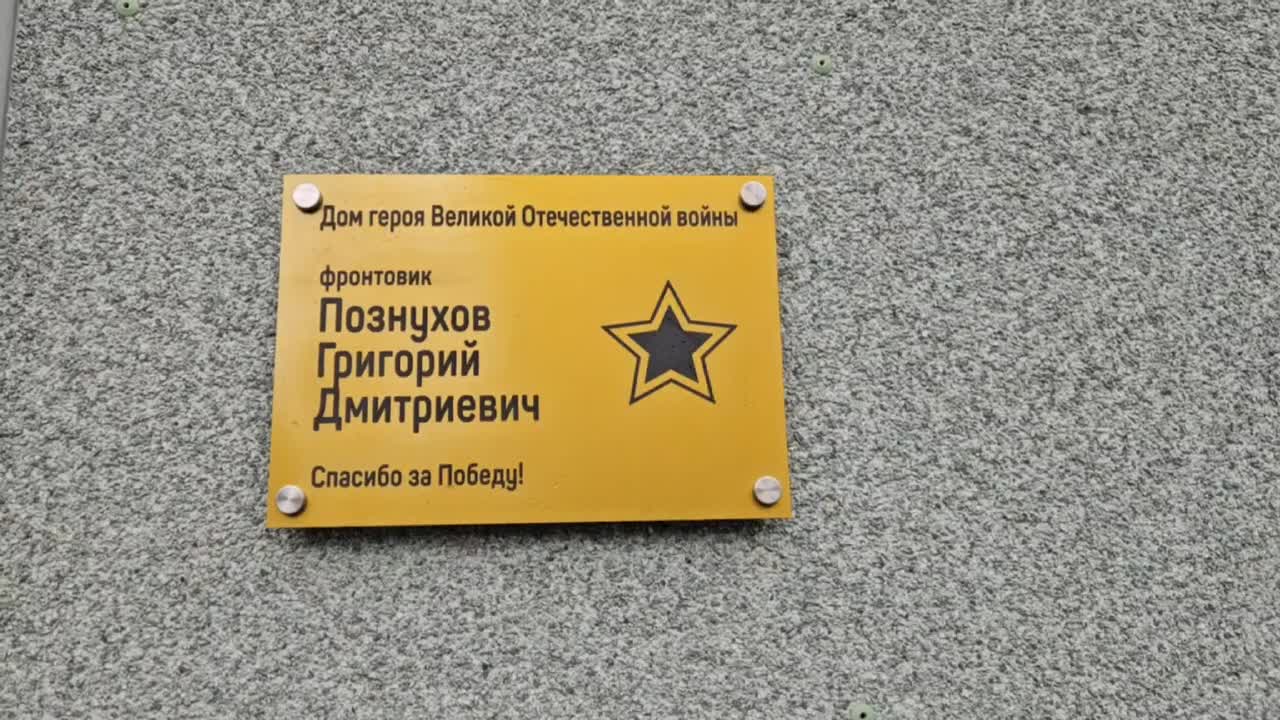 Дом героя Великой Отечественной войны
фронтовик
Познухов
Григорий
Дмитриевич
Спасибо за Победу!